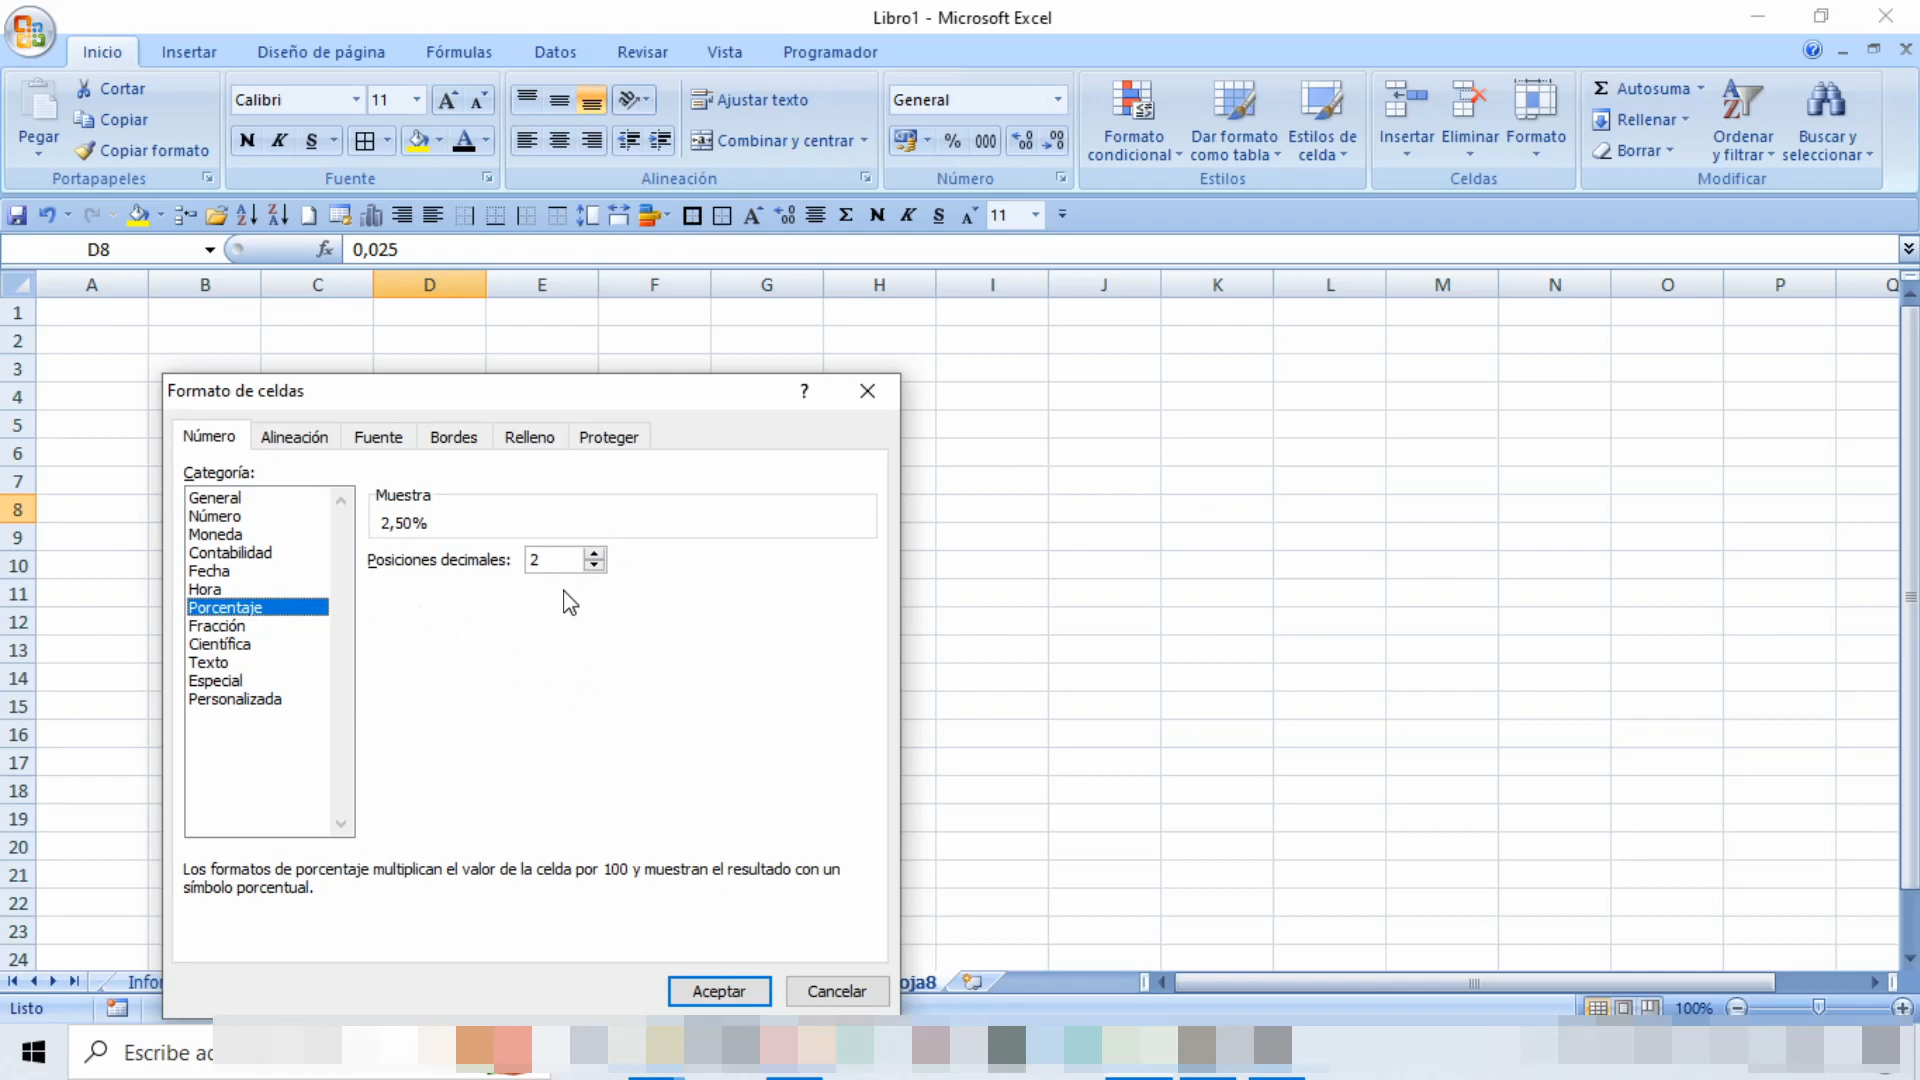 Libro1 - Microsoft Excel
Inicio Insertar Diseño de página Fórmulas Datos Revisar Vista Programador
Pegar
Cortar
Copiar
Copiar formato
Portapapeles
Calibri 11
N K S
Fuente
Ajustar texto
Combinar y centrar
Alineación
General
% 000
Número
Formato condicional
Dar formato como tabla
Estilos de celda
Estilos
Insertar Eliminar Formato
Celdas
Autosuma
Rellenar
Borrar
Ordenar y filtrar
Buscar y seleccionar
Modificar
N K S 11
D8 fx 0,025
A B C D E F G H I J K L M N O P Q
1
2
3
4
5
6
7
8
9
10
11
12
13
14
15
16
17
18
19
20
21
22
23
24
Formato de celdas ?
Número Alineación Fuente Bordes Relleno Proteger
Categoría:
General
Número
Moneda
Contabilidad
Fecha
Hora
Porcentaje
Fracción
Científica
Texto
Especial
Personalizada
Muestra
2,50%
Posiciones decimales: 2
Los formatos de porcentaje multiplican el valor de la celda por 100 y muestran el resultado con un
símbolo porcentual.
Aceptar Cancelar
Infor oja8
Listo 100%
Escribe ac